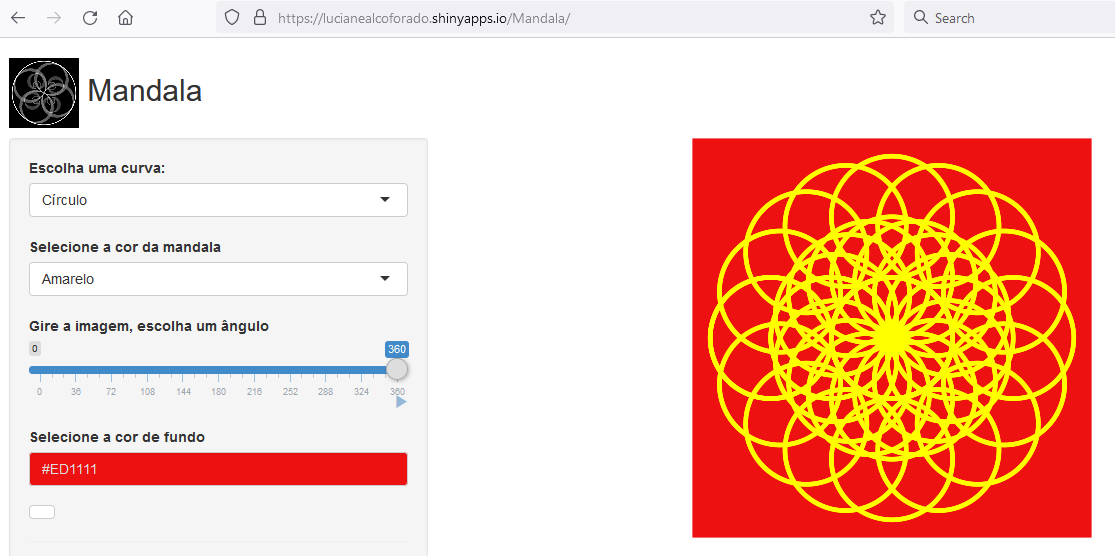 https://lucianealcoforado.shinyapps.io/Mandala/
Search
Mandala
Escolha uma curva:
Círculo
Selecione a cor da mandala
Amarelo
Gire a imagem, escolha um ângulo
0 360
0 36 72 108 144 180 216 252 288 324 360
Selecione a cor de fundo
#ED1111